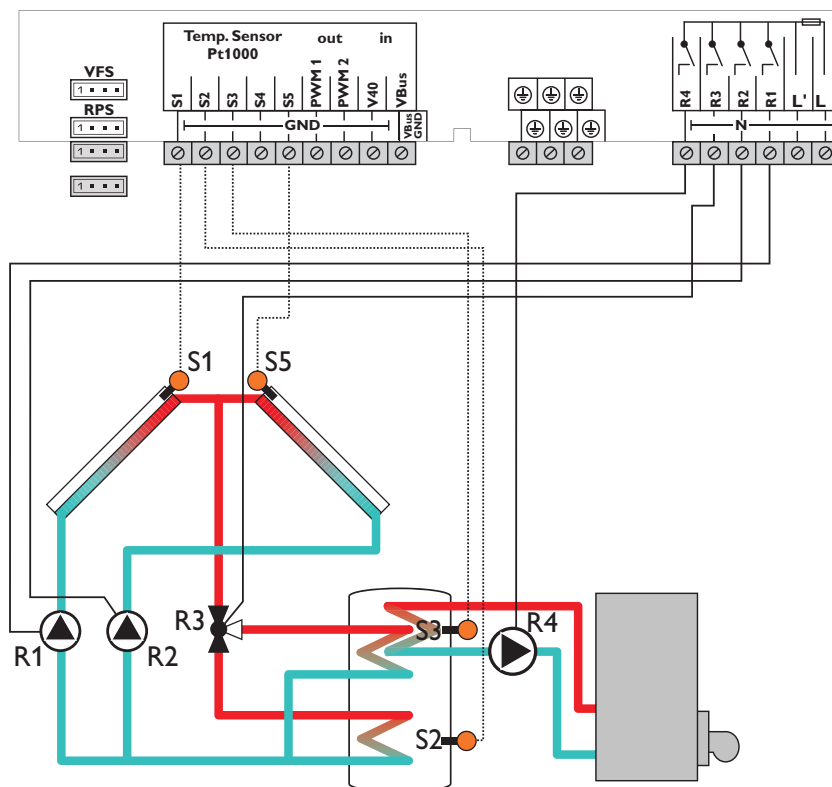 Temp. Sensor out in
Pt1000
VFS
1
RPS
1
1
1
S1 S2 S3 S4 S5 PWM 1 PWM 2 V40 VBus
GND
VBus GND
R4 R3 R2 R1 L' L
N
S1 S5
R1 R2 R3 S3 R4
S2